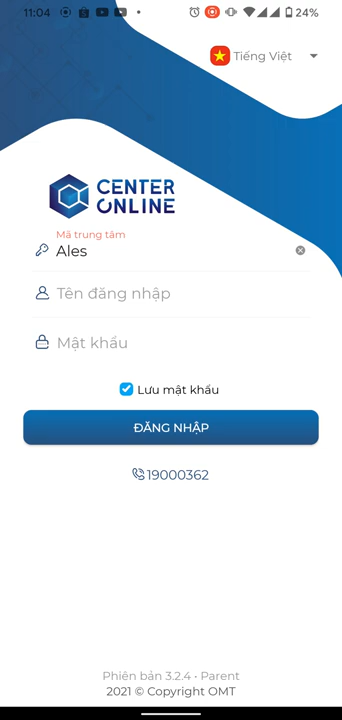 11:04
24%
Tiếng Việt
CENTER
ONLINE
Mã trung tâm
Ales
Tên đăng nhập
Mật khẩu
Lưu mật khẩu
ĐĂNG NHẬP
19000362
Phiên bản 3.2.4 • Parent
2021 © Copyright OMT